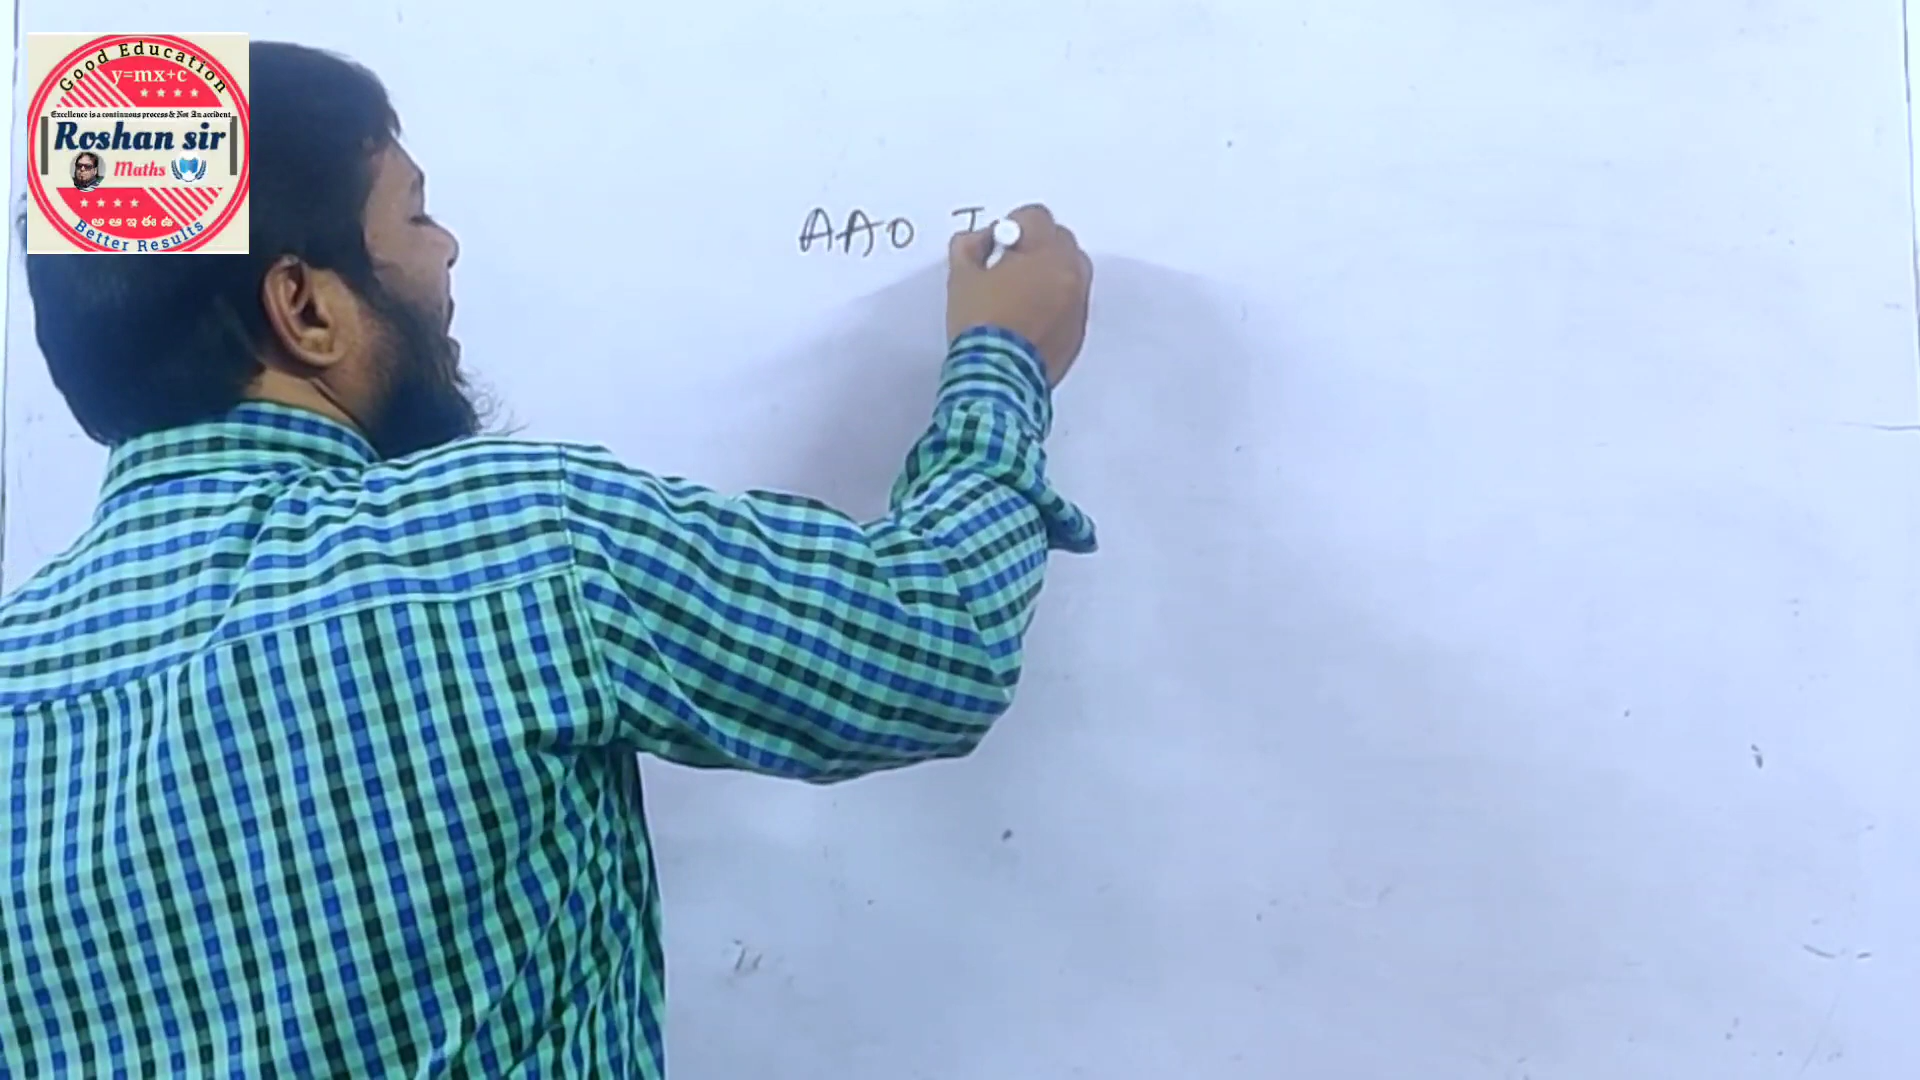 Good Education
y=mx+c
Excellence is a continuous process & Not An accident
Roshan sir
Maths
అ ఆ ఇ ఈ ఉ
Better Results
AAO